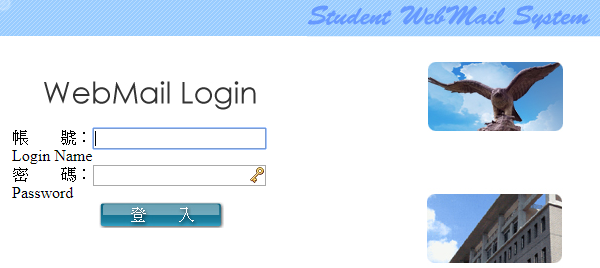 Student WebMail System
WebMail Login
帳 號：
Login Name
密 碼：
Password
登 入